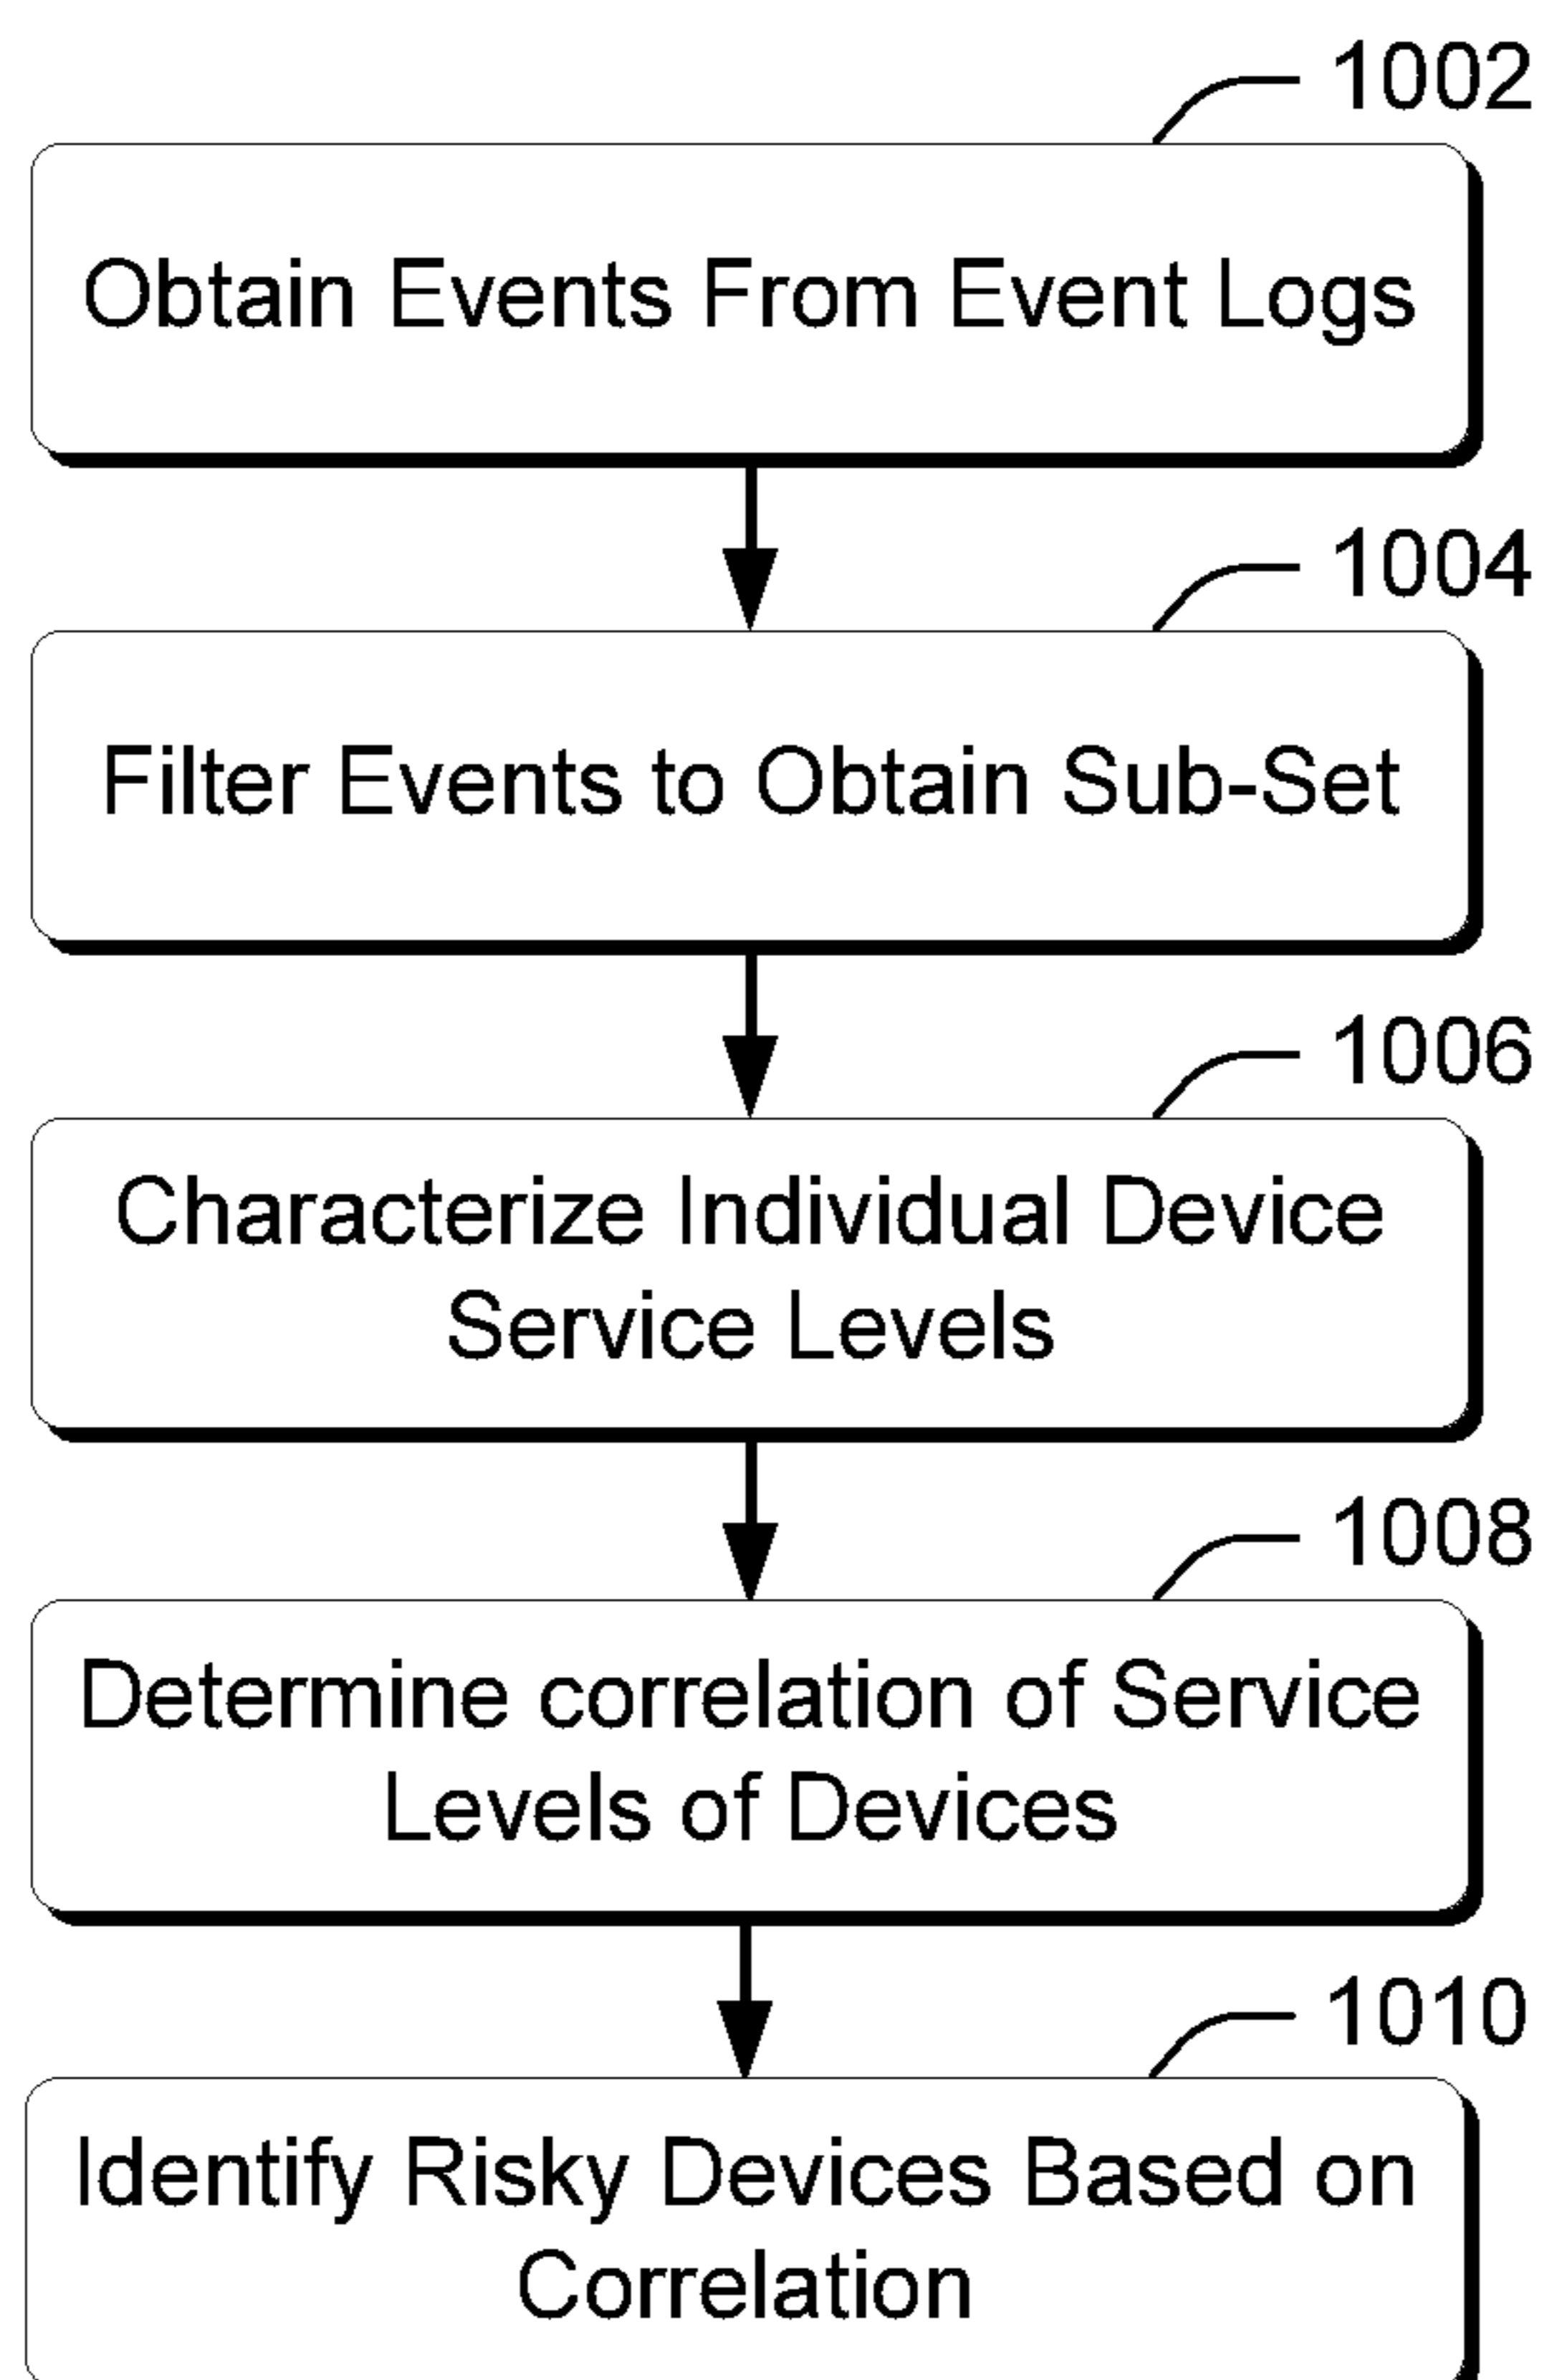 1002
Obtain Events From Event Logs
1004
Filter Events to Obtain Sub-Set
1006
Characterize Individual Device
Service Levels
1008
Determine correlation of Service
Levels of Devices
1010
Identify Risky Devices Based on
Correlation